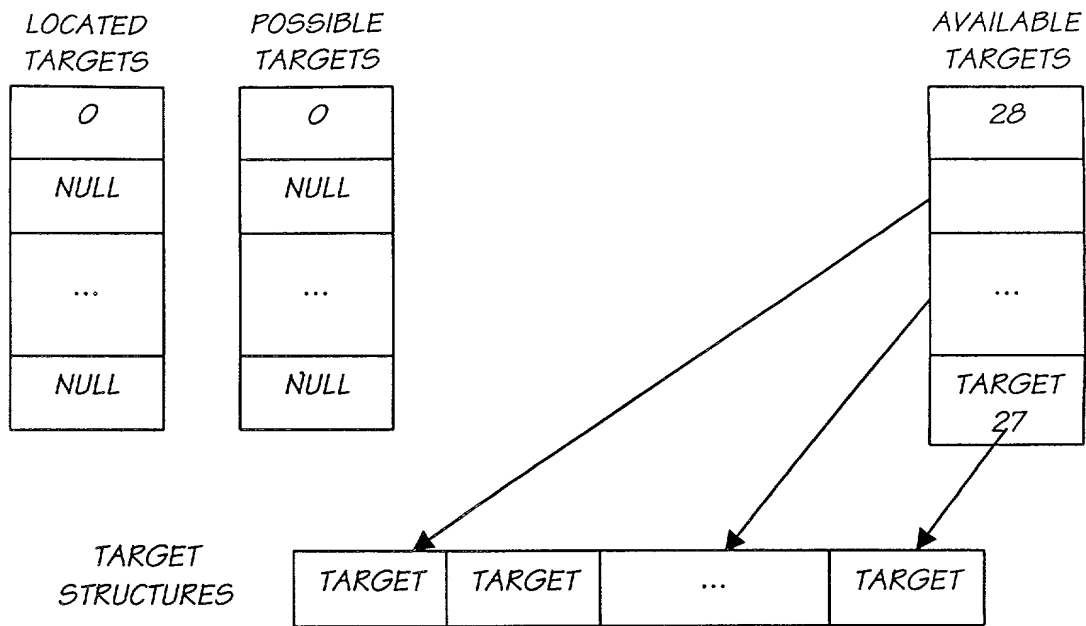 LOCATED
TARGETS
0
NULL
...
NULL
POSSIBLE
TARGETS
0
NULL
...
NULL
AVAILABLE
TARGETS
28
...
TARGET
27
TARGET
STRUCTURES
TARGET
TARGET
...
TARGET